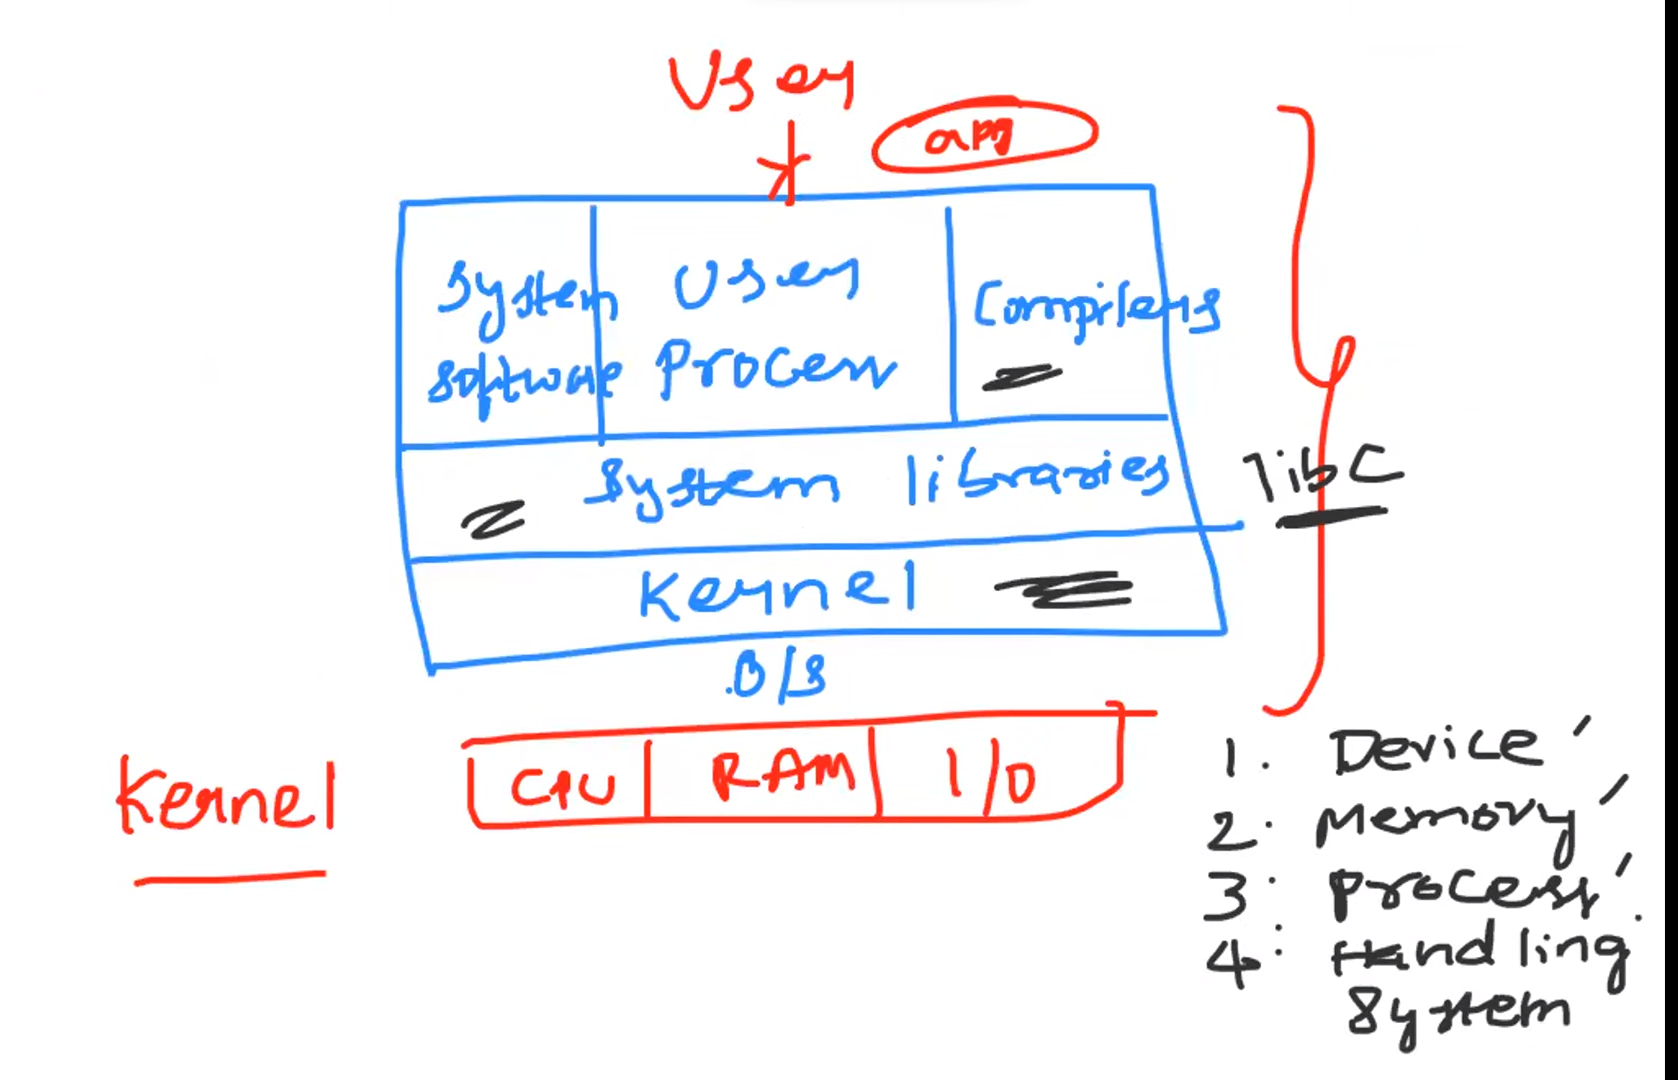 User
app
System
Software
User
Process
Compilers
System libraries
libC
Kernel
O/S
CPU
RAM
I/O
Kernel
1. Device
2. Memory
3. Process
4. Handling
System